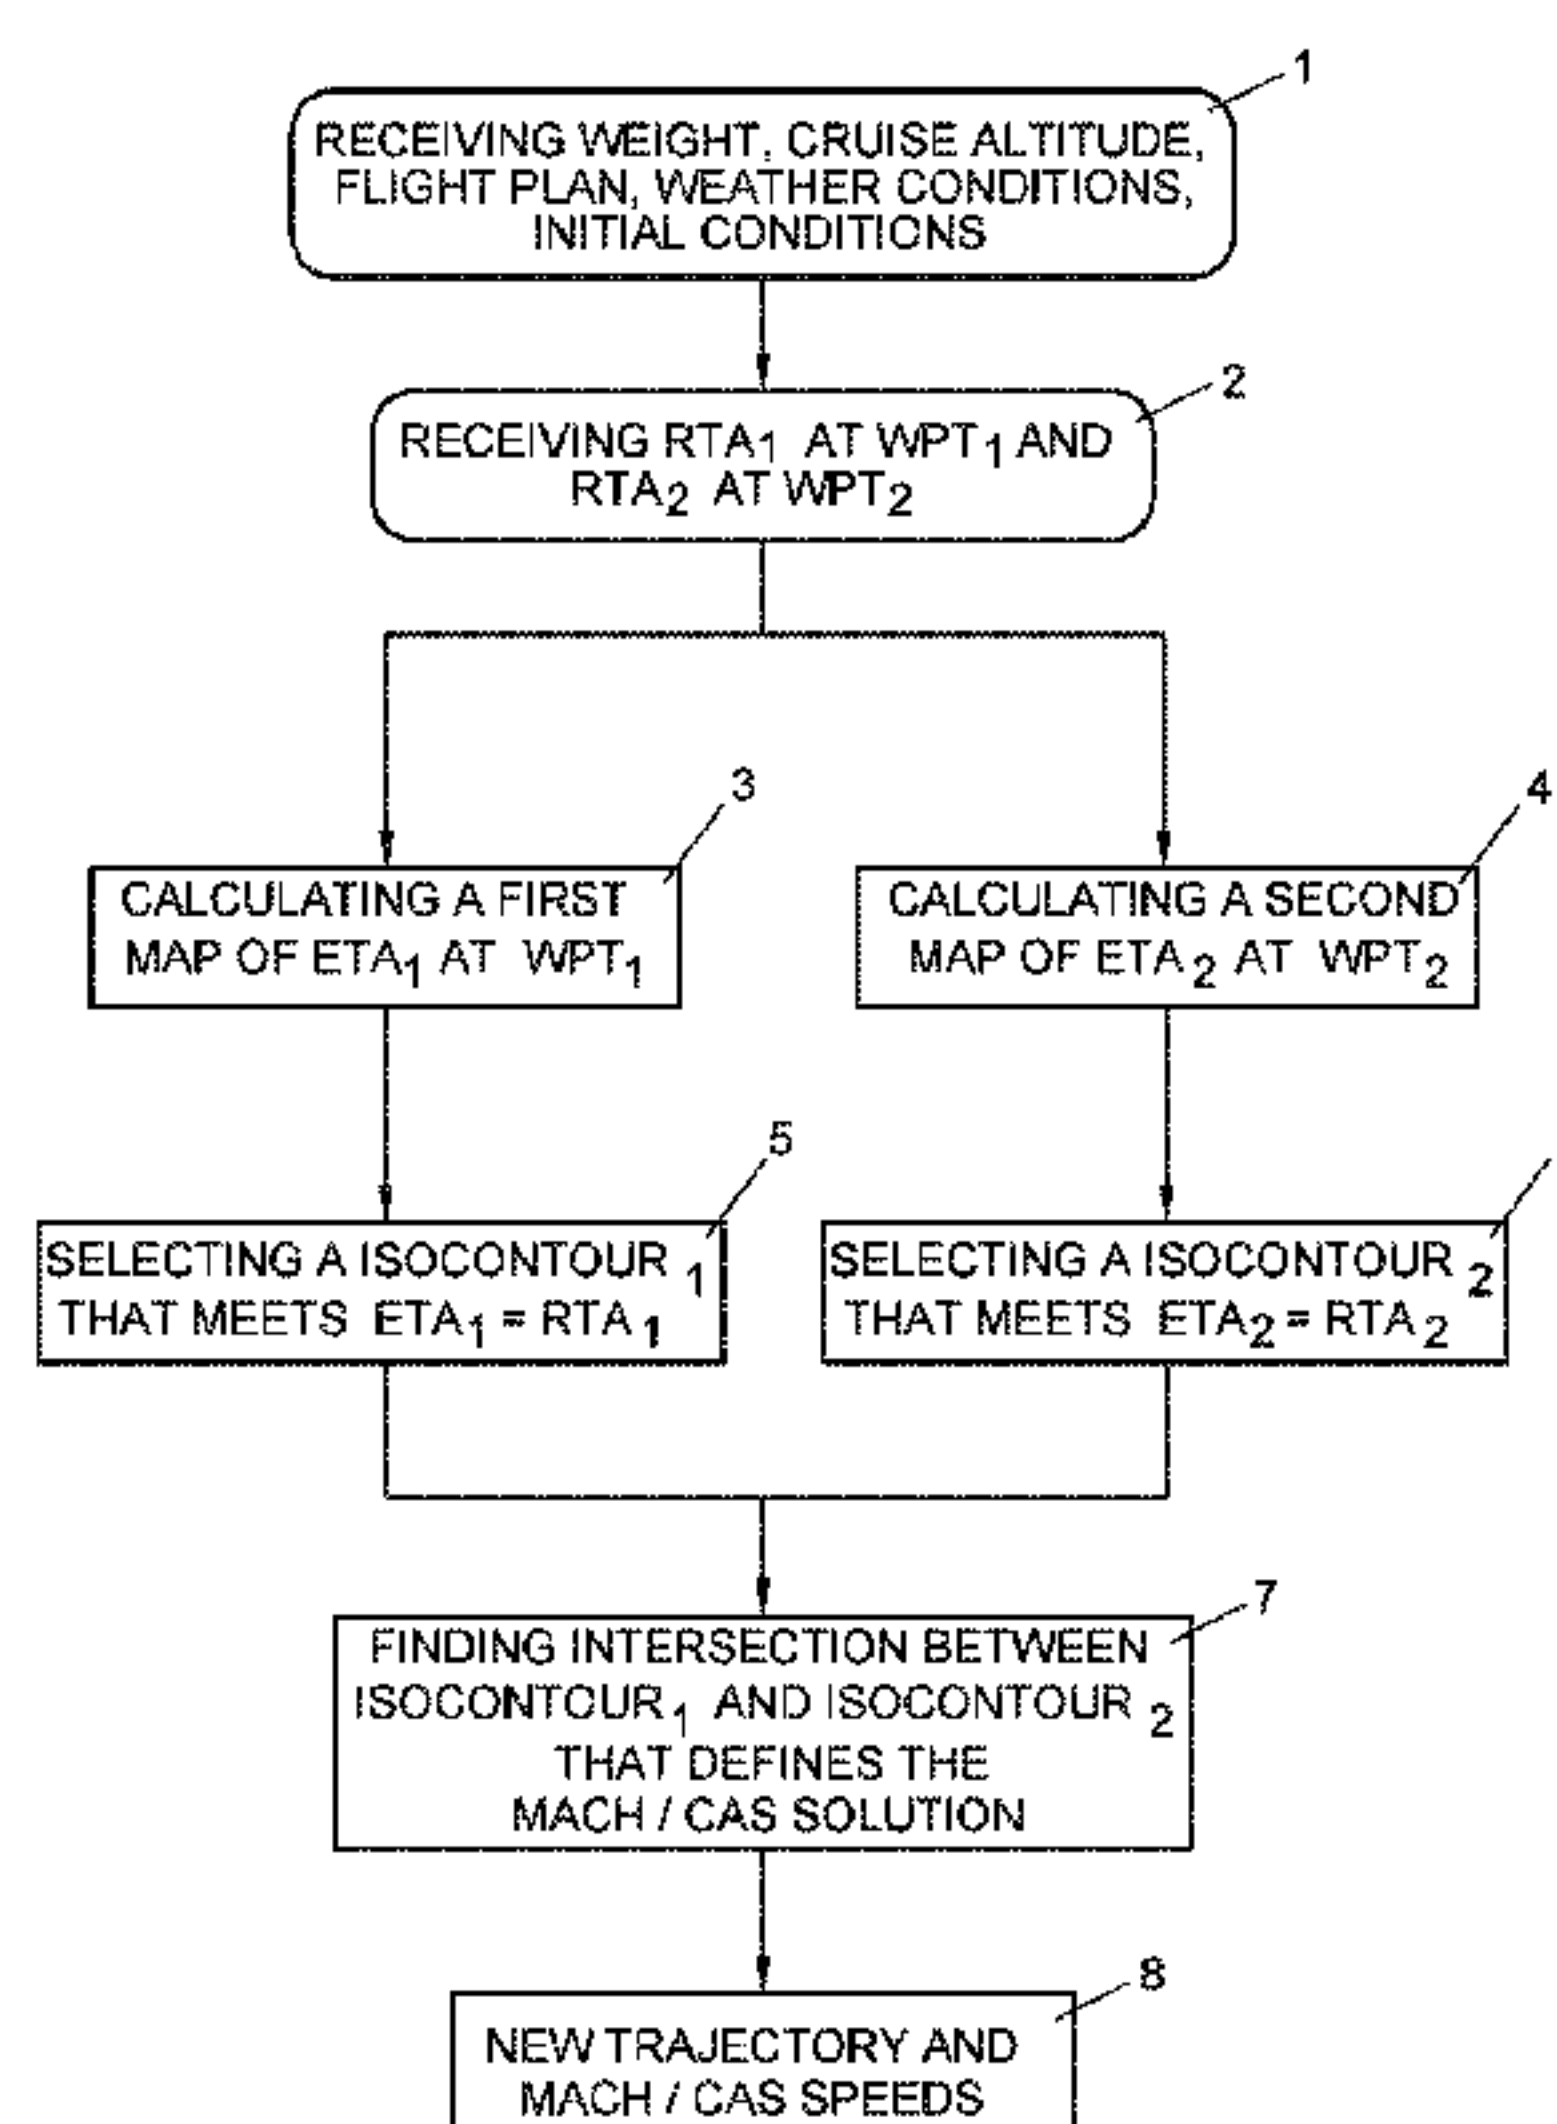 1
RECEIVING WEIGHT, CRUISE ALTITUDE,
FLIGHT PLAN, WEATHER CONDITIONS,
INITIAL CONDITIONS
2
RECEIVING RTA1 AT WPT1 AND
RTA2 AT WPT2
3
CALCULATING A FIRST
MAP OF ETA1 AT WPT1
4
CALCULATING A SECOND
MAP OF ETA2 AT WPT2
5
SELECTING A ISOCONTOUR 1
THAT MEETS ETA1 = RTA1
SELECTING A ISOCONTOUR 2
THAT MEETS ETA2 = RTA2
7
FINDING INTERSECTION BETWEEN
ISOCONTOUR1 AND ISOCONTOUR 2
THAT DEFINES THE
MACH / CAS SOLUTION
8
NEW TRAJECTORY AND
MACH / CAS SPEEDS